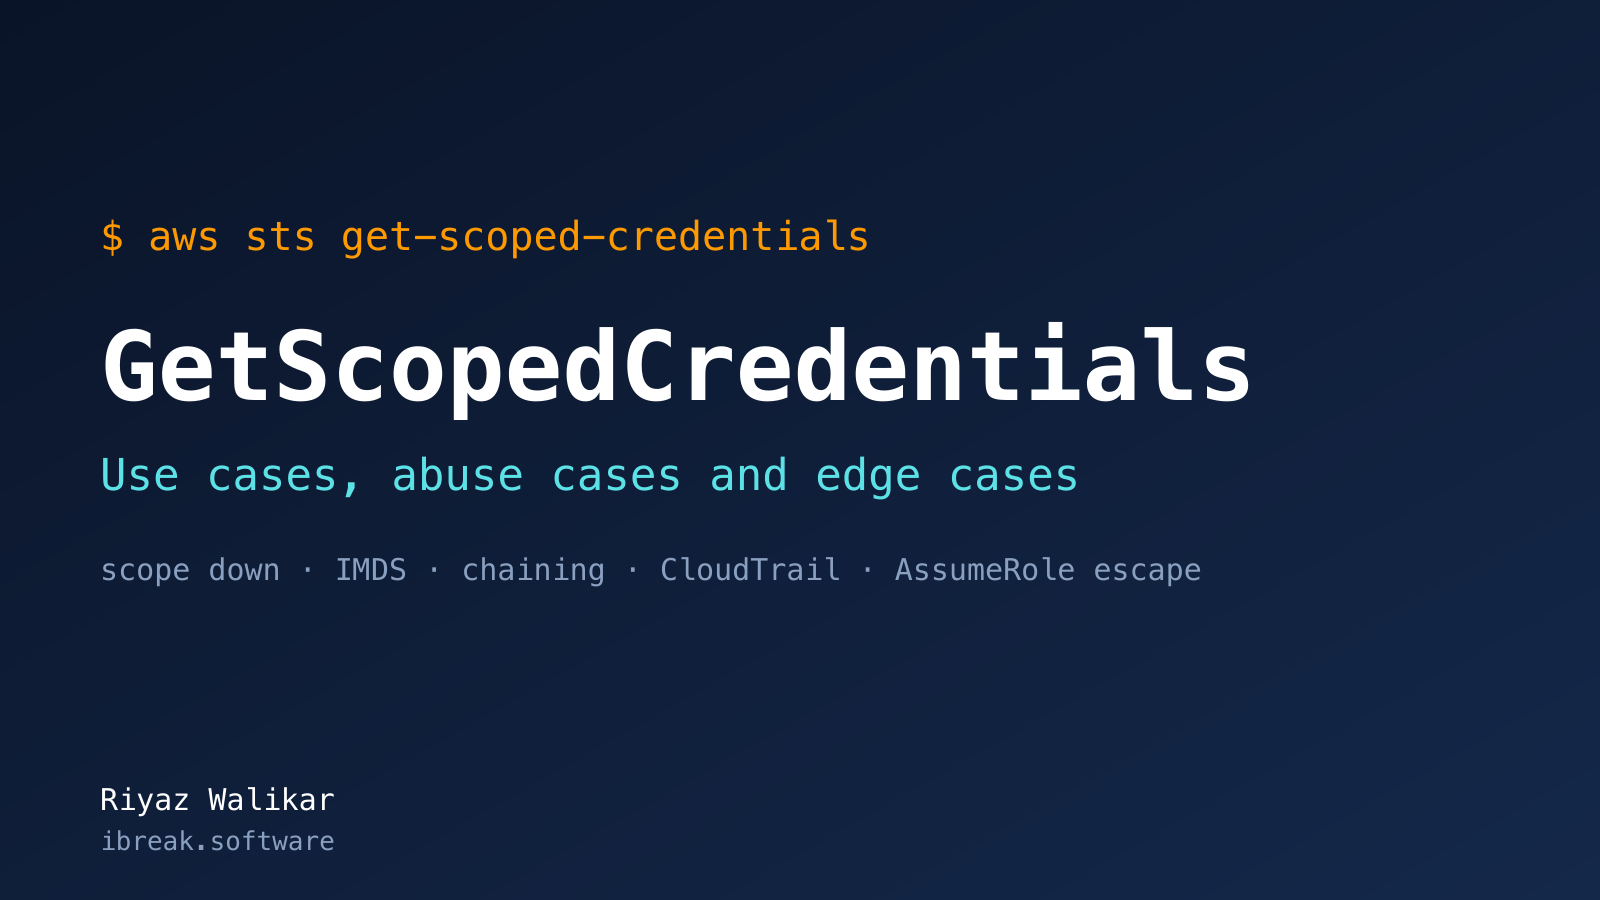 $ aws sts get-scoped-credentials
GetScopedCredentials
Use cases, abuse cases and edge cases
scope down · IMDS · chaining · CloudTrail · AssumeRole escape
Riyaz Walikar
ibreak.software